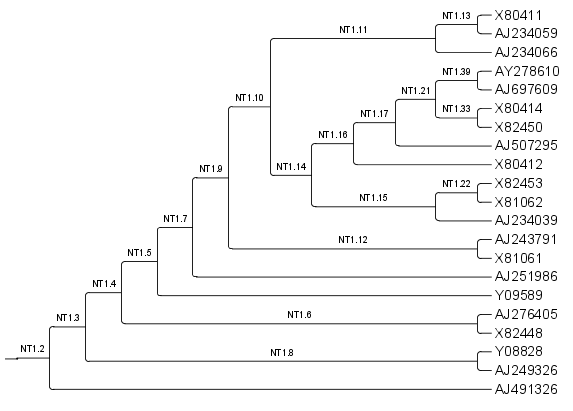 NT1.13
X80411
NT1.11
AJ234059
AJ234066
NT1.39
AY278610
NT1.21
AJ697609
NT1.10
NT1.33
X80414
NT1.17
X82450
NT1.16
AJ507295
NT1.14
X80412
NT1.9
NT1.22
X82453
NT1.15
X81062
NT1.7
AJ234039
NT1.12
AJ243791
NT1.5
X81061
AJ251986
NT1.4
Y09589
NT1.3
NT1.6
AJ276405
X82448
NT1.2
NT1.8
Y08828
AJ249326
AJ491326